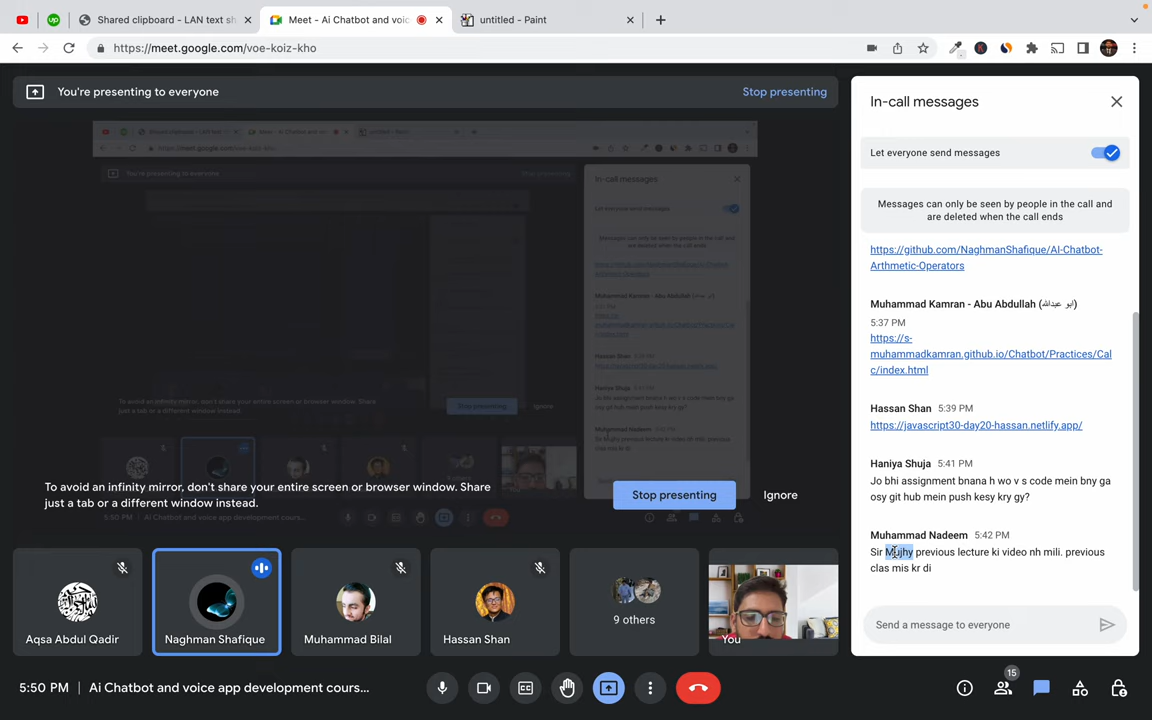 Shared clipboard - LAN text sh
Meet - Ai Chatbot and voic
untitled - Paint
https://meet.google.com/voe-koiz-kho
You're presenting to everyone
Stop presenting
To avoid an infinity mirror, don't share your entire screen or browser window. Share
just a tab or a different window instead.
Stop presenting
Ignore
Aqsa Abdul Qadir
Naghman Shafique
Muhammad Bilal
Hassan Shan
9 others
You
In-call messages
Let everyone send messages
Messages can only be seen by people in the call and
are deleted when the call ends
https://github.com/NaghmanShafique/AI-Chatbot-
Arithmetic-Operators
Muhammad Kamran - Abu Abdullah (ابو عبدالله)
5:37 PM
https://s-
muhammadkamran.github.io/Chatbot/Practices/Cal
c/index.html
Hassan Shan 5:39 PM
https://javascript30-day20-hassan.netlify.app/
Haniya Shuja 5:41 PM
Jo bhi assignment bnana h wo v s code mein bny ga
osy git hub mein push kesy kry gy?
Muhammad Nadeem 5:42 PM
Sir Mujhy previous lecture ki video nh mili. previous
clas mis kr di
Send a message to everyone
5:50 PM | Ai Chatbot and voice app development cours...
15